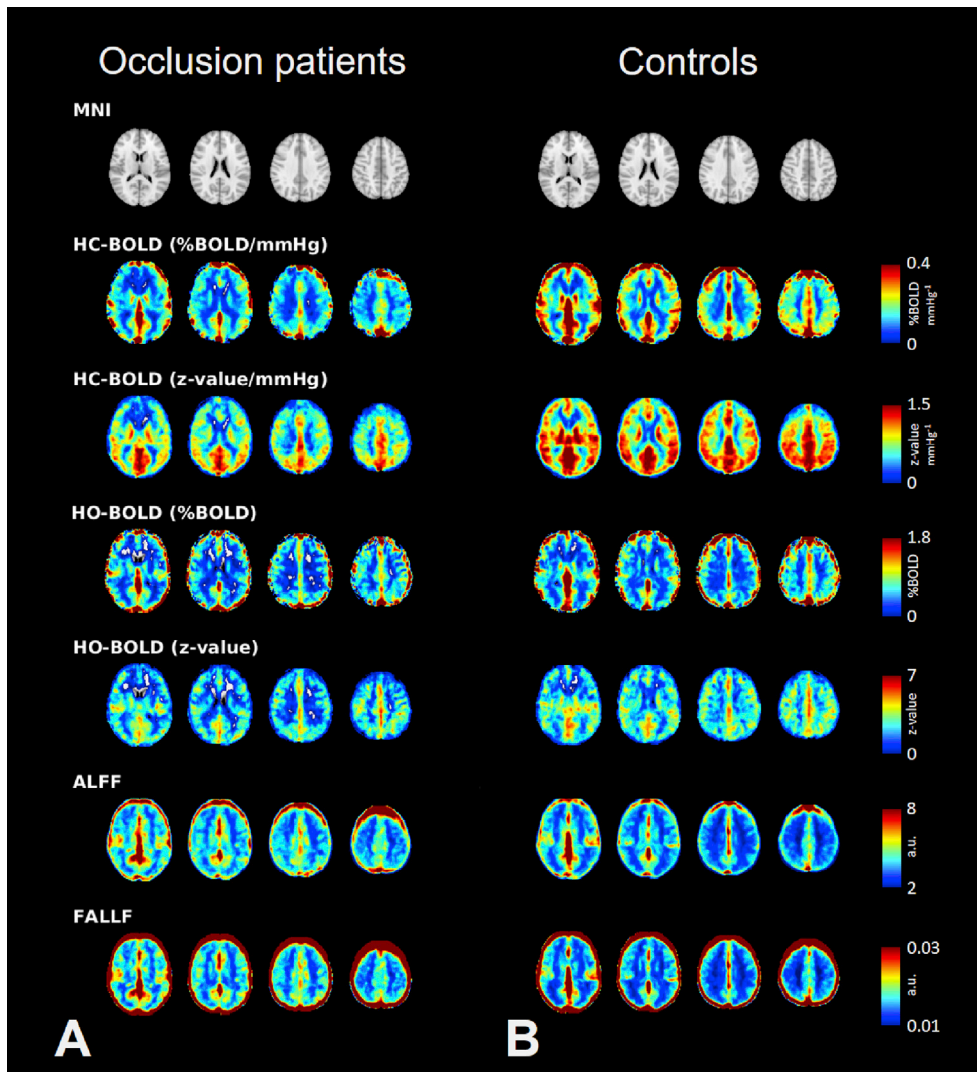 Occlusion patients
Controls
MNI
HC-BOLD (%BOLD/mmHg)
0.4
%BOLD
mmHg⁻¹
0
HC-BOLD (z-value/mmHg)
1.5
z-value
mmHg⁻¹
0
HO-BOLD (%BOLD)
1.8
%BOLD
0
HO-BOLD (z-value)
7
z-value
0
ALFF
8
a.u.
2
FALLF
0.03
a.u.
0.01
A
B